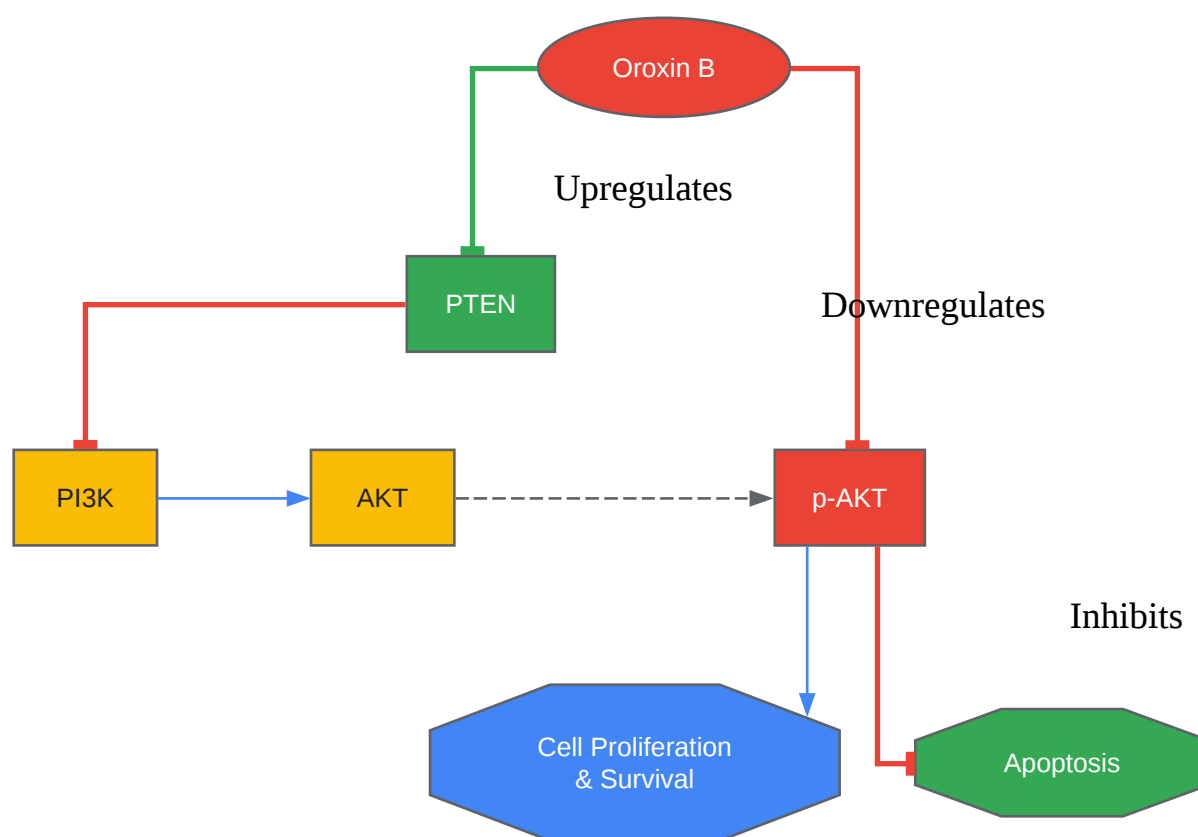 Oroxin B
Upregulates
PTEN
Downregulates
PI3K
AKT
p-AKT
Inhibits
Cell Proliferation
& Survival
Apoptosis